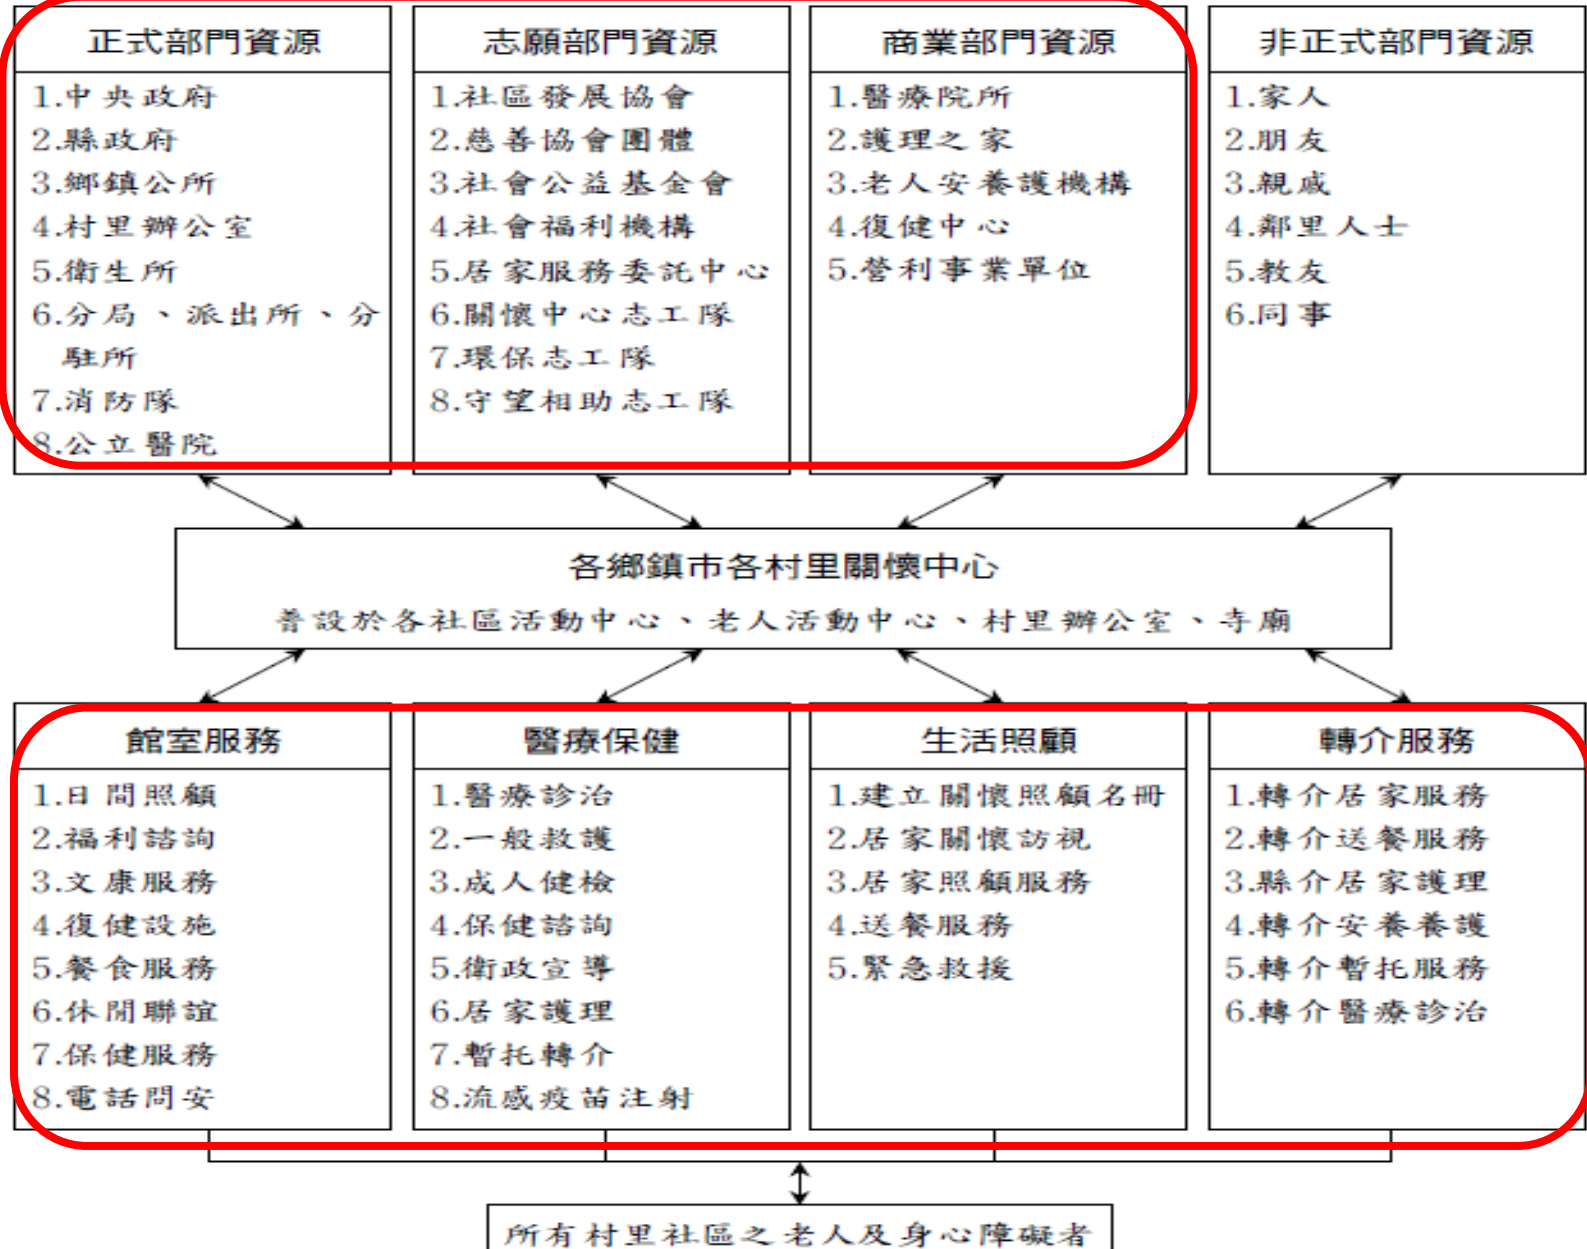 正式部門資源
1.中央政府
2.縣政府
3.鄉鎮公所
4.村里辦公室
5.衛生所
6.分局、派出所、分
駐所
7.消防隊
8.公立醫院
志願部門資源
1.社區發展協會
2.慈善協會團體
3.社會公益基金會
4.社會福利機構
5.居家服務委託中心
6.關懷中心志工隊
7.環保志工隊
8.守望相助志工隊
商業部門資源
1.醫療院所
2.護理之家
3.老人安養護機構
4.復健中心
5.營利事業單位
非正式部門資源
1.家人
2.朋友
3.親戚
4.鄰里人士
5.教友
6.同事
各鄉鎮市各村里關懷中心
普設於各社區活動中心、老人活動中心、村里辦公室、寺廟
館室服務
1.日間照顧
2.福利諮詢
3.文康服務
4.復健設施
5.餐食服務
6.休閒聯誼
7.保健服務
8.電話問安
醫療保健
1.醫療診治
2.一般救護
3.成人健檢
4.保健諮詢
5.衛政宣導
6.居家護理
7.暫托轉介
8.流感疫苗注射
生活照顧
1.建立關懷照顧名冊
2.居家關懷訪視
3.居家照顧服務
4.送餐服務
5.緊急救援
轉介服務
1.轉介居家服務
2.轉介送餐服務
3.縣介居家護理
4.轉介安養養護
5.轉介暫托服務
6.轉介醫療診治
所有村里社區之老人及身心障礙者